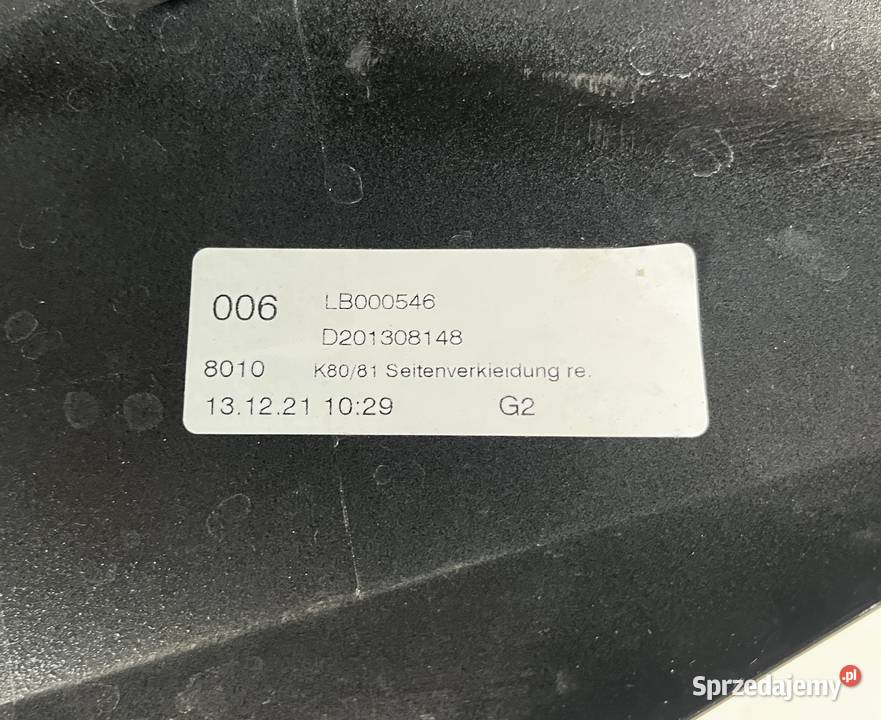 006 LB000546
D201308148
8010 K80/81 Seitenverkleidung re.
13.12.21 10:29 G2
Sprzedajemy.pl